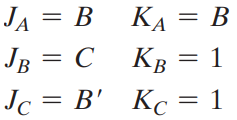 J_A = B K_A = B
J_B = C K_B = 1
J_C = B′ K_C = 1